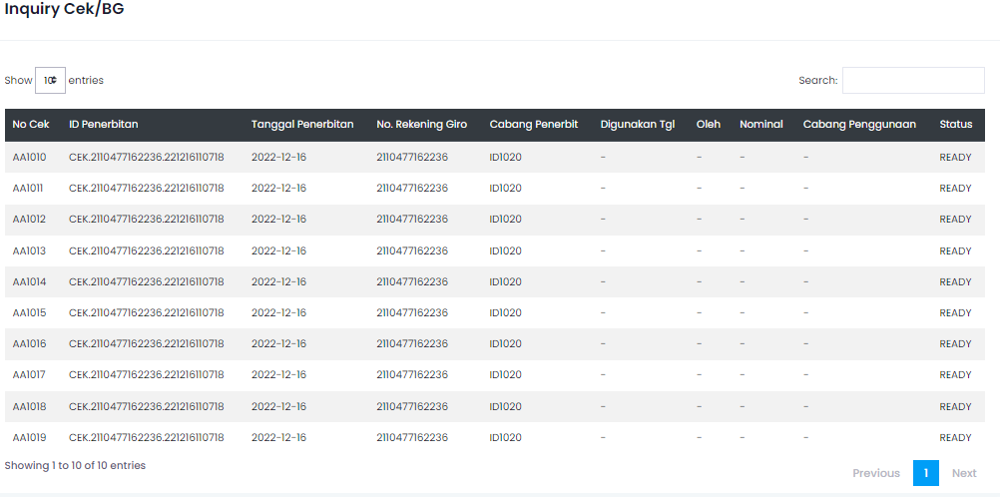 Inquiry Cek/BG
Show 10 entries Search:
No Cek ID Penerbitan Tanggal Penerbitan No. Rekening Giro Cabang Penerbit Digunakan Tgl Oleh Nominal Cabang Penggunaan Status
AA1010 CEK.2110477162236.221216110718 2022-12-16 2110477162236 ID1020 - - - - READY
AA1011 CEK.2110477162236.221216110718 2022-12-16 2110477162236 ID1020 - - - - READY
AA1012 CEK.2110477162236.221216110718 2022-12-16 2110477162236 ID1020 - - - - READY
AA1013 CEK.2110477162236.221216110718 2022-12-16 2110477162236 ID1020 - - - - READY
AA1014 CEK.2110477162236.221216110718 2022-12-16 2110477162236 ID1020 - - - - READY
AA1015 CEK.2110477162236.221216110718 2022-12-16 2110477162236 ID1020 - - - - READY
AA1016 CEK.2110477162236.221216110718 2022-12-16 2110477162236 ID1020 - - - - READY
AA1017 CEK.2110477162236.221216110718 2022-12-16 2110477162236 ID1020 - - - - READY
AA1018 CEK.2110477162236.221216110718 2022-12-16 2110477162236 ID1020 - - - - READY
AA1019 CEK.2110477162236.221216110718 2022-12-16 2110477162236 ID1020 - - - - READY
Showing 1 to 10 of 10 entries
Previous 1 Next